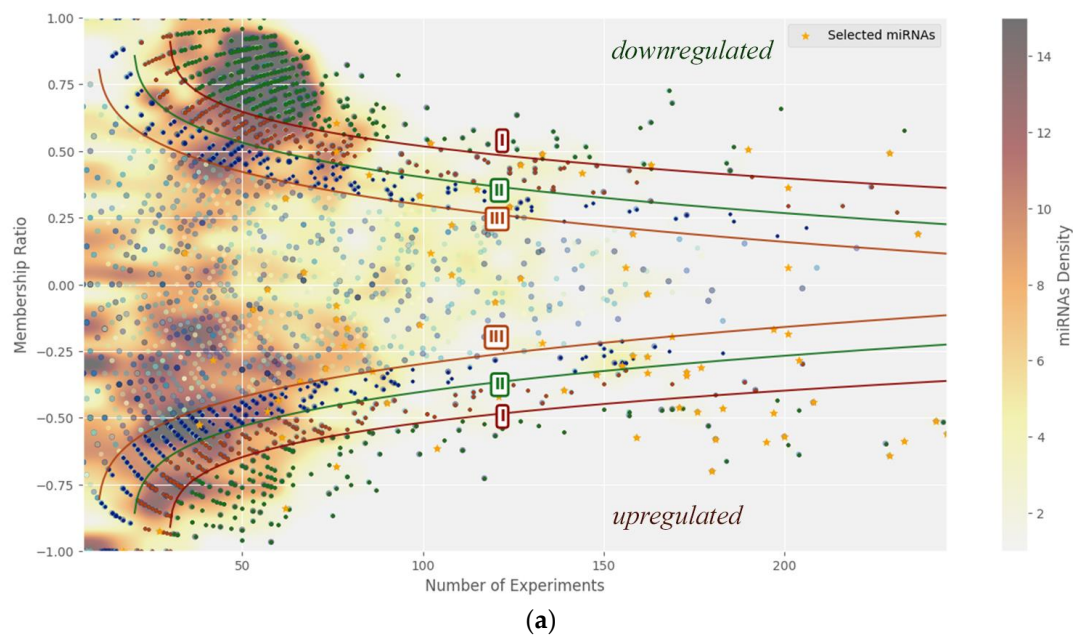 1.00
0.75
0.50
0.25
0.00
−0.25
−0.50
−0.75
−1.00
Membership Ratio
downregulated
Selected miRNAs
I
II
III
III
II
I
upregulated
50
100
150
200
Number of Experiments
14
12
10
8
6
4
2
miRNAs Density
(a)